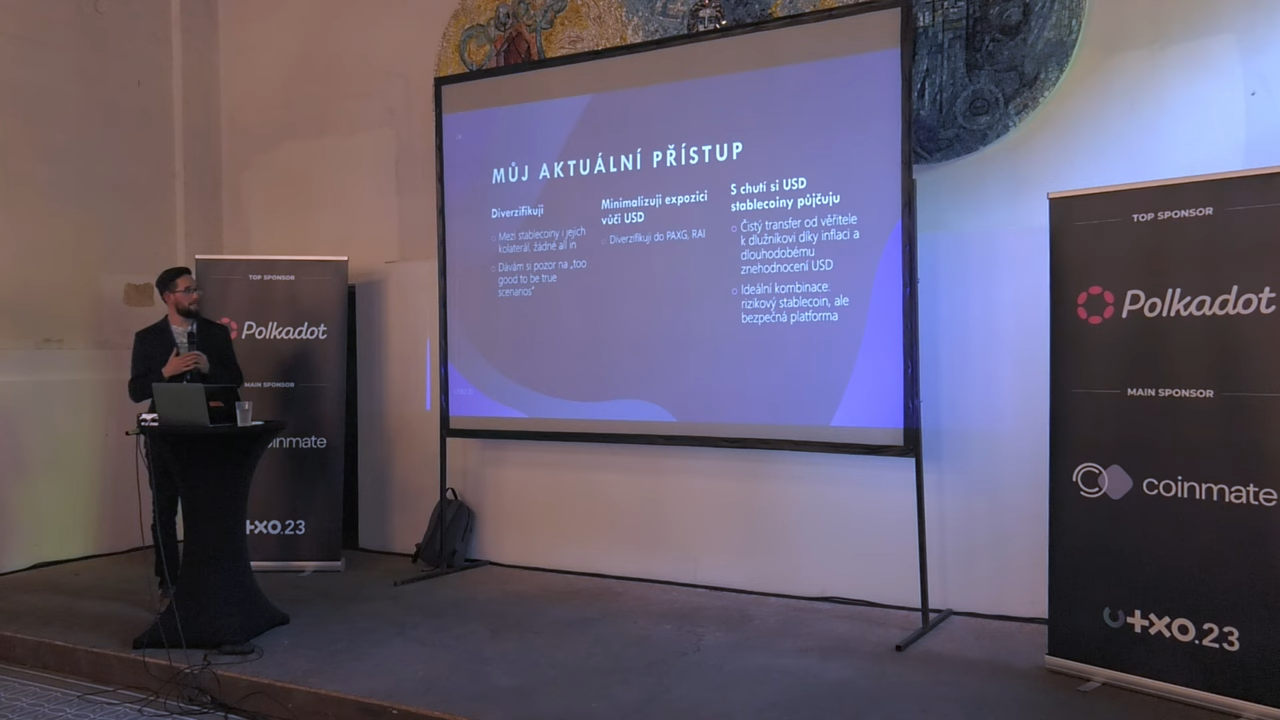 MŮJ AKTUÁLNÍ PŘÍSTUP
Diverzifikuji
Mezi stablecoiny i jejich
kolaterál, žádné all in
Dávám si pozor na „too
good to be true
scenarios“
Minimalizuji expozici
vůči USD
Diverzifikuji do PAXG, RAI
S chutí si USD
stablecoiny půjčuju
Čistý transfer od věřitele
k dlužníkovi díky inflaci a
dlouhodobému
znehodnocení USD
Ideální kombinace:
rizikový stablecoin, ale
bezpečná platforma
TOP SPONSOR
Polkadot
MAIN SPONSOR
inmate
txo.23
TOP SPONSOR
Polkadot
MAIN SPONSOR
coinmate
utxo.23